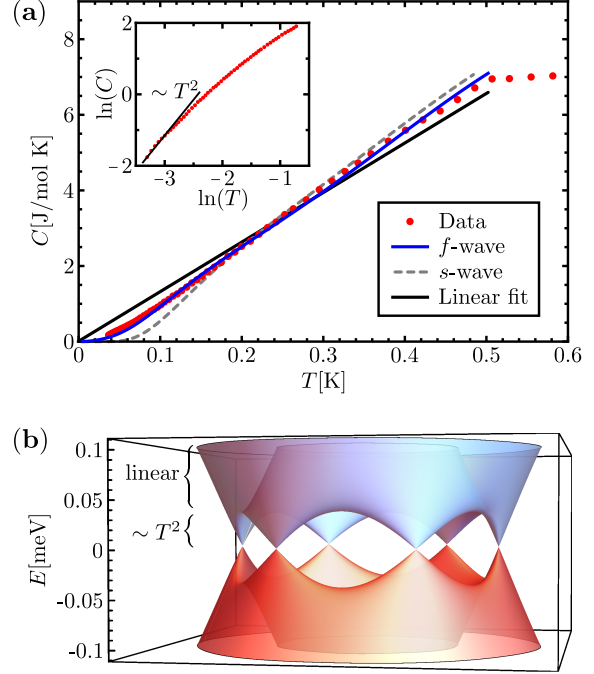 (a)
8
6
4
2
0
C[J/mol K]
0
0.1
0.2
0.3
0.4
0.5
0.6
T[K]
2
0
−2
ln(C)
−3
−2
−1
ln(T)
∼ T²
Data
f-wave
s-wave
Linear fit
(b)
0.1
0.05
0
-0.05
-0.1
E[meV]
linear
∼ T²